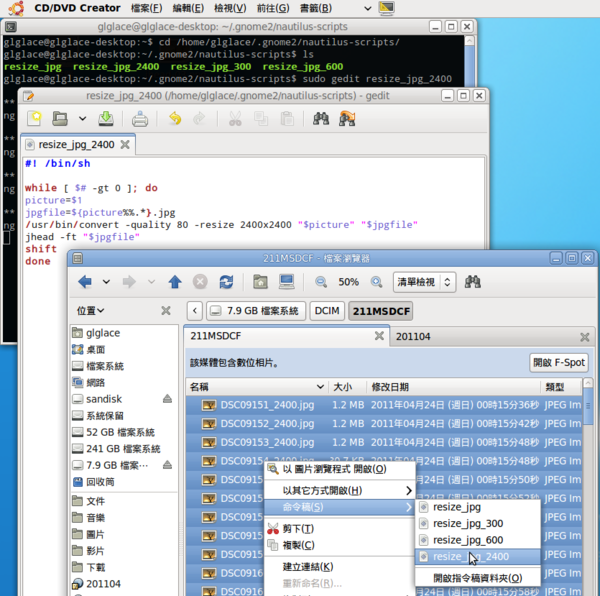 CD/DVD Creator 檔案(F) 編輯(E) 檢視(V) 前往(G) 書籤(B)
glglace@glglace-desktop: ~/.gnome2/nautilus-scripts
glglace@glglace-desktop:~$ cd /home/glglace/.gnome2/nautilus-scripts/
glglace@glglace-desktop:~/.gnome2/nautilus-scripts$ ls
resize_jpg resize_jpg_2400 resize_jpg_300 resize_jpg_600
glglace@glglace-desktop:~/.gnome2/nautilus-scripts$ sudo gedit resize_jpg_2400
**
ng
**
ng
**
ng
**
ng
resize_jpg_2400 (/home/glglace/.gnome2/nautilus-scripts) - gedit
resize_jpg_2400
#! /bin/sh
while [ $# -gt 0 ]; do
picture=$1
jpgfile=${picture%%.*}.jpg
/usr/bin/convert -quality 80 -resize 2400x2400 "$picture" "$jpgfile"
jhead -ft "$jpgfile"
shift
done
211MSDCF - 檔案瀏覽器
50% 清單檢視
位置
7.9 GB 檔案系統 DCIM 211MSDCF
glglace
桌面
檔案系統
網路
sandisk
系統保留
52 GB 檔案系統
241 GB 檔案系統
7.9 GB 檔案…
回收筒
文件
音樂
圖片
影片
下載
201104
211MSDCF 201104
該媒體包含數位相片。 開啟 F-Spot
名稱 大小 修改日期 類型
DSC09151_2400.jpg 1.2 MB 2011年04月24日 (週日) 00時15分36秒 JPEG Im
DSC09152_2400.jpg 1.2 MB 2011年04月24日 (週日) 00時15分42秒 JPEG Im
DSC09153_2400.jpg 1.2 MB 2011年04月24日 (週日) 00時15分48秒 JPEG Im
DSC0915
DSC0915
DSC0915
DSC0915
DSC0915
DSC0915
DSC0916
DSC0916
以 圖片瀏覽程式 開啟(O)
以其它方式開啟(H)
命令稿(S)
剪下(T)
複製(C)
建立連結(K)
重新命名(R)...
resize_jpg
resize_jpg_300
resize_jpg_600
resize_jpg_2400
開啟指令稿資料夾(O)